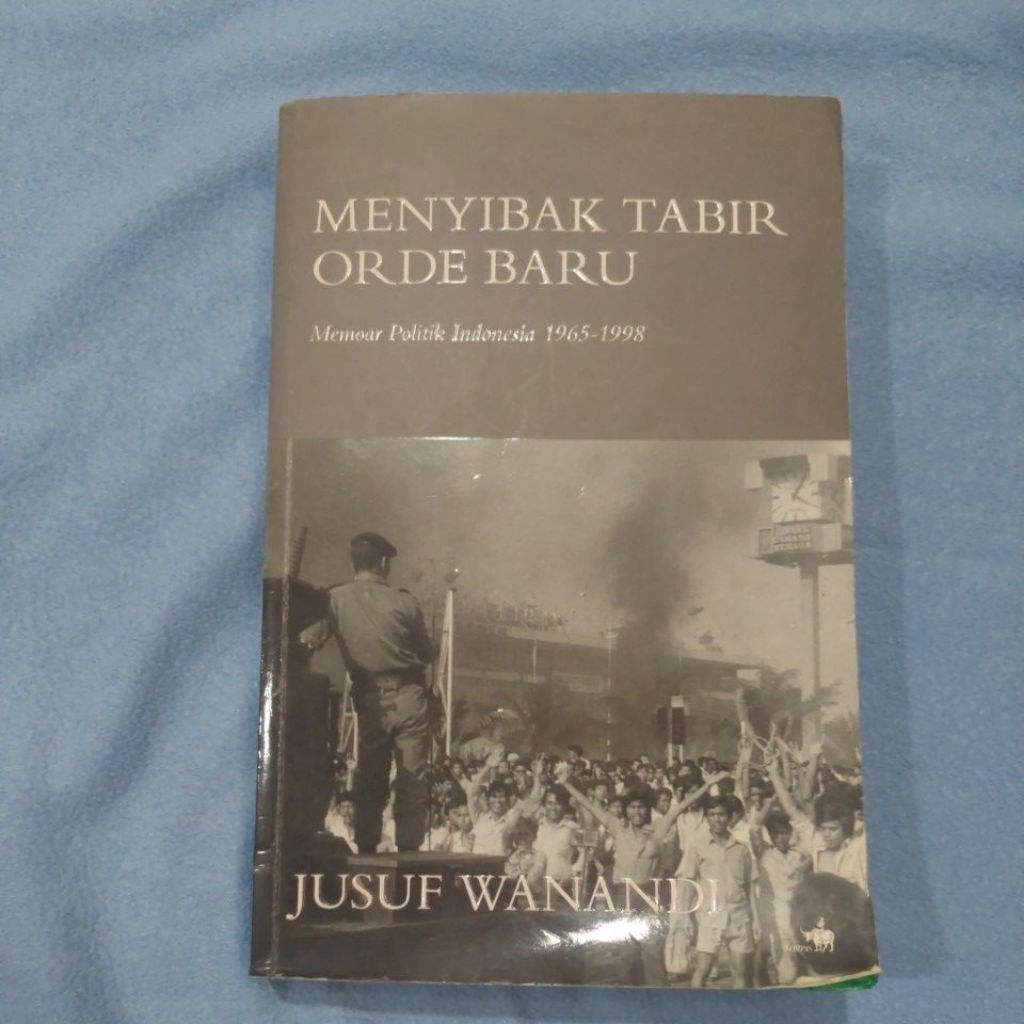 MENYIBAK TABIR
ORDE BARU
Memoar Politik Indonesia 1965-1998
JUSUF WANANDI